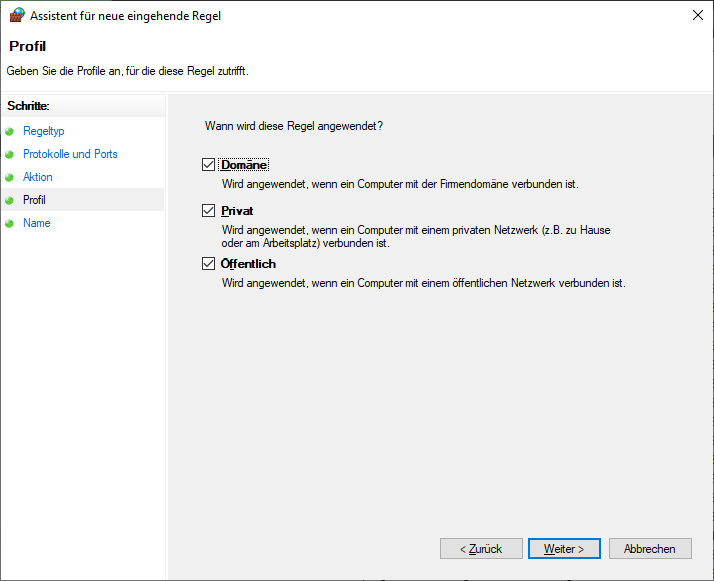 Assistent für neue eingehende Regel
Profil
Geben Sie die Profile an, für die diese Regel zutrifft.
Schritte:
Regeltyp
Protokolle und Ports
Aktion
Profil
Name
Wann wird diese Regel angewendet?
Domäne
Wird angewendet, wenn ein Computer mit der Firmendomäne verbunden ist.
Privat
Wird angewendet, wenn ein Computer mit einem privaten Netzwerk (z.B. zu Hause
oder am Arbeitsplatz) verbunden ist.
Öffentlich
Wird angewendet, wenn ein Computer mit einem öffentlichen Netzwerk verbunden ist.
< Zurück
Weiter >
Abbrechen